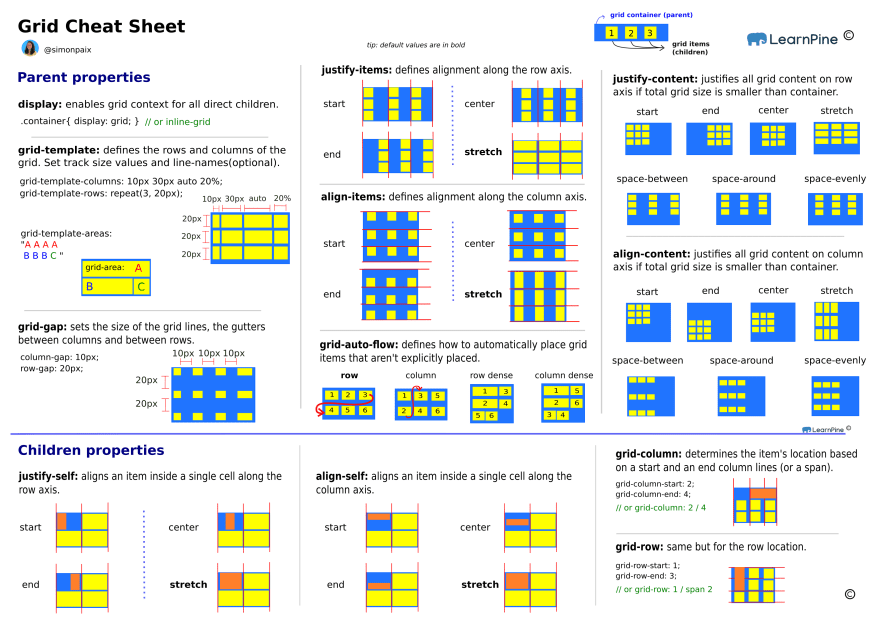 Grid Cheat Sheet
@simonpaix
tip: default values are in bold
grid container (parent)
1 2 3
grid items
(children)
LearnPine ©
Parent properties
display: enables grid context for all direct children.
.container{ display: grid; } // or inline-grid
grid-template: defines the rows and columns of the
grid. Set track size values and line-names(optional).
grid-template-columns: 10px 30px auto 20%;
grid-template-rows: repeat(3, 20px);
10px 30px auto 20%
20px
20px
20px
grid-template-areas:
"A A A A
B B B C "
grid-area: A
B C
grid-gap: sets the size of the grid lines, the gutters
between columns and between rows.
column-gap: 10px;
row-gap: 20px;
10px 10px 10px
20px
20px
justify-items: defines alignment along the row axis.
start
center
end
stretch
align-items: defines alignment along the column axis.
start
center
end
stretch
grid-auto-flow: defines how to automatically place grid
items that aren't explicitly placed.
row column row dense column dense
1 2 3
4 5 6
1 3 5
2 4 6
1 3
2 4
5 6
1 5
2 6
3 4
justify-content: justifies all grid content on row
axis if total grid size is smaller than container.
start end center stretch
space-between space-around space-evenly
align-content: justifies all grid content on column
axis if total grid size is smaller than container.
start end center stretch
space-between space-around space-evenly
LearnPine ©
Children properties
justify-self: aligns an item inside a single cell along the
row axis.
start
center
end
stretch
align-self: aligns an item inside a single cell along the
column axis.
start
center
end
stretch
grid-column: determines the item's location based
on a start and an end column lines (or a span).
grid-column-start: 2;
grid-column-end: 4;
// or grid-column: 2 / 4
grid-row: same but for the row location.
grid-row-start: 1;
grid-row-end: 3;
// or grid-row: 1 / span 2
©